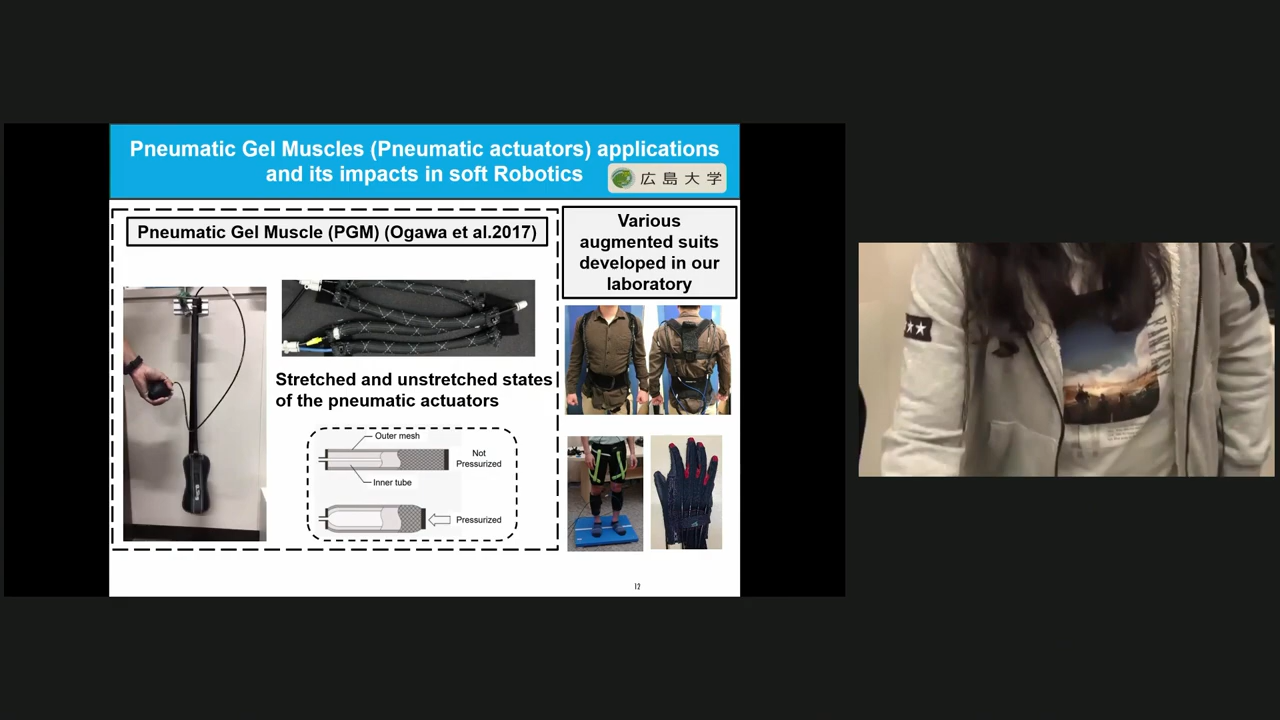 Pneumatic Gel Muscles (Pneumatic actuators) applications
and its impacts in soft Robotics
広島大学
Pneumatic Gel Muscle (PGM) (Ogawa et al.2017)
Stretched and unstretched states
of the pneumatic actuators
Outer mesh
Not
Pressurized
Inner tube
Pressurized
Various
augmented suits
developed in our
laboratory
12